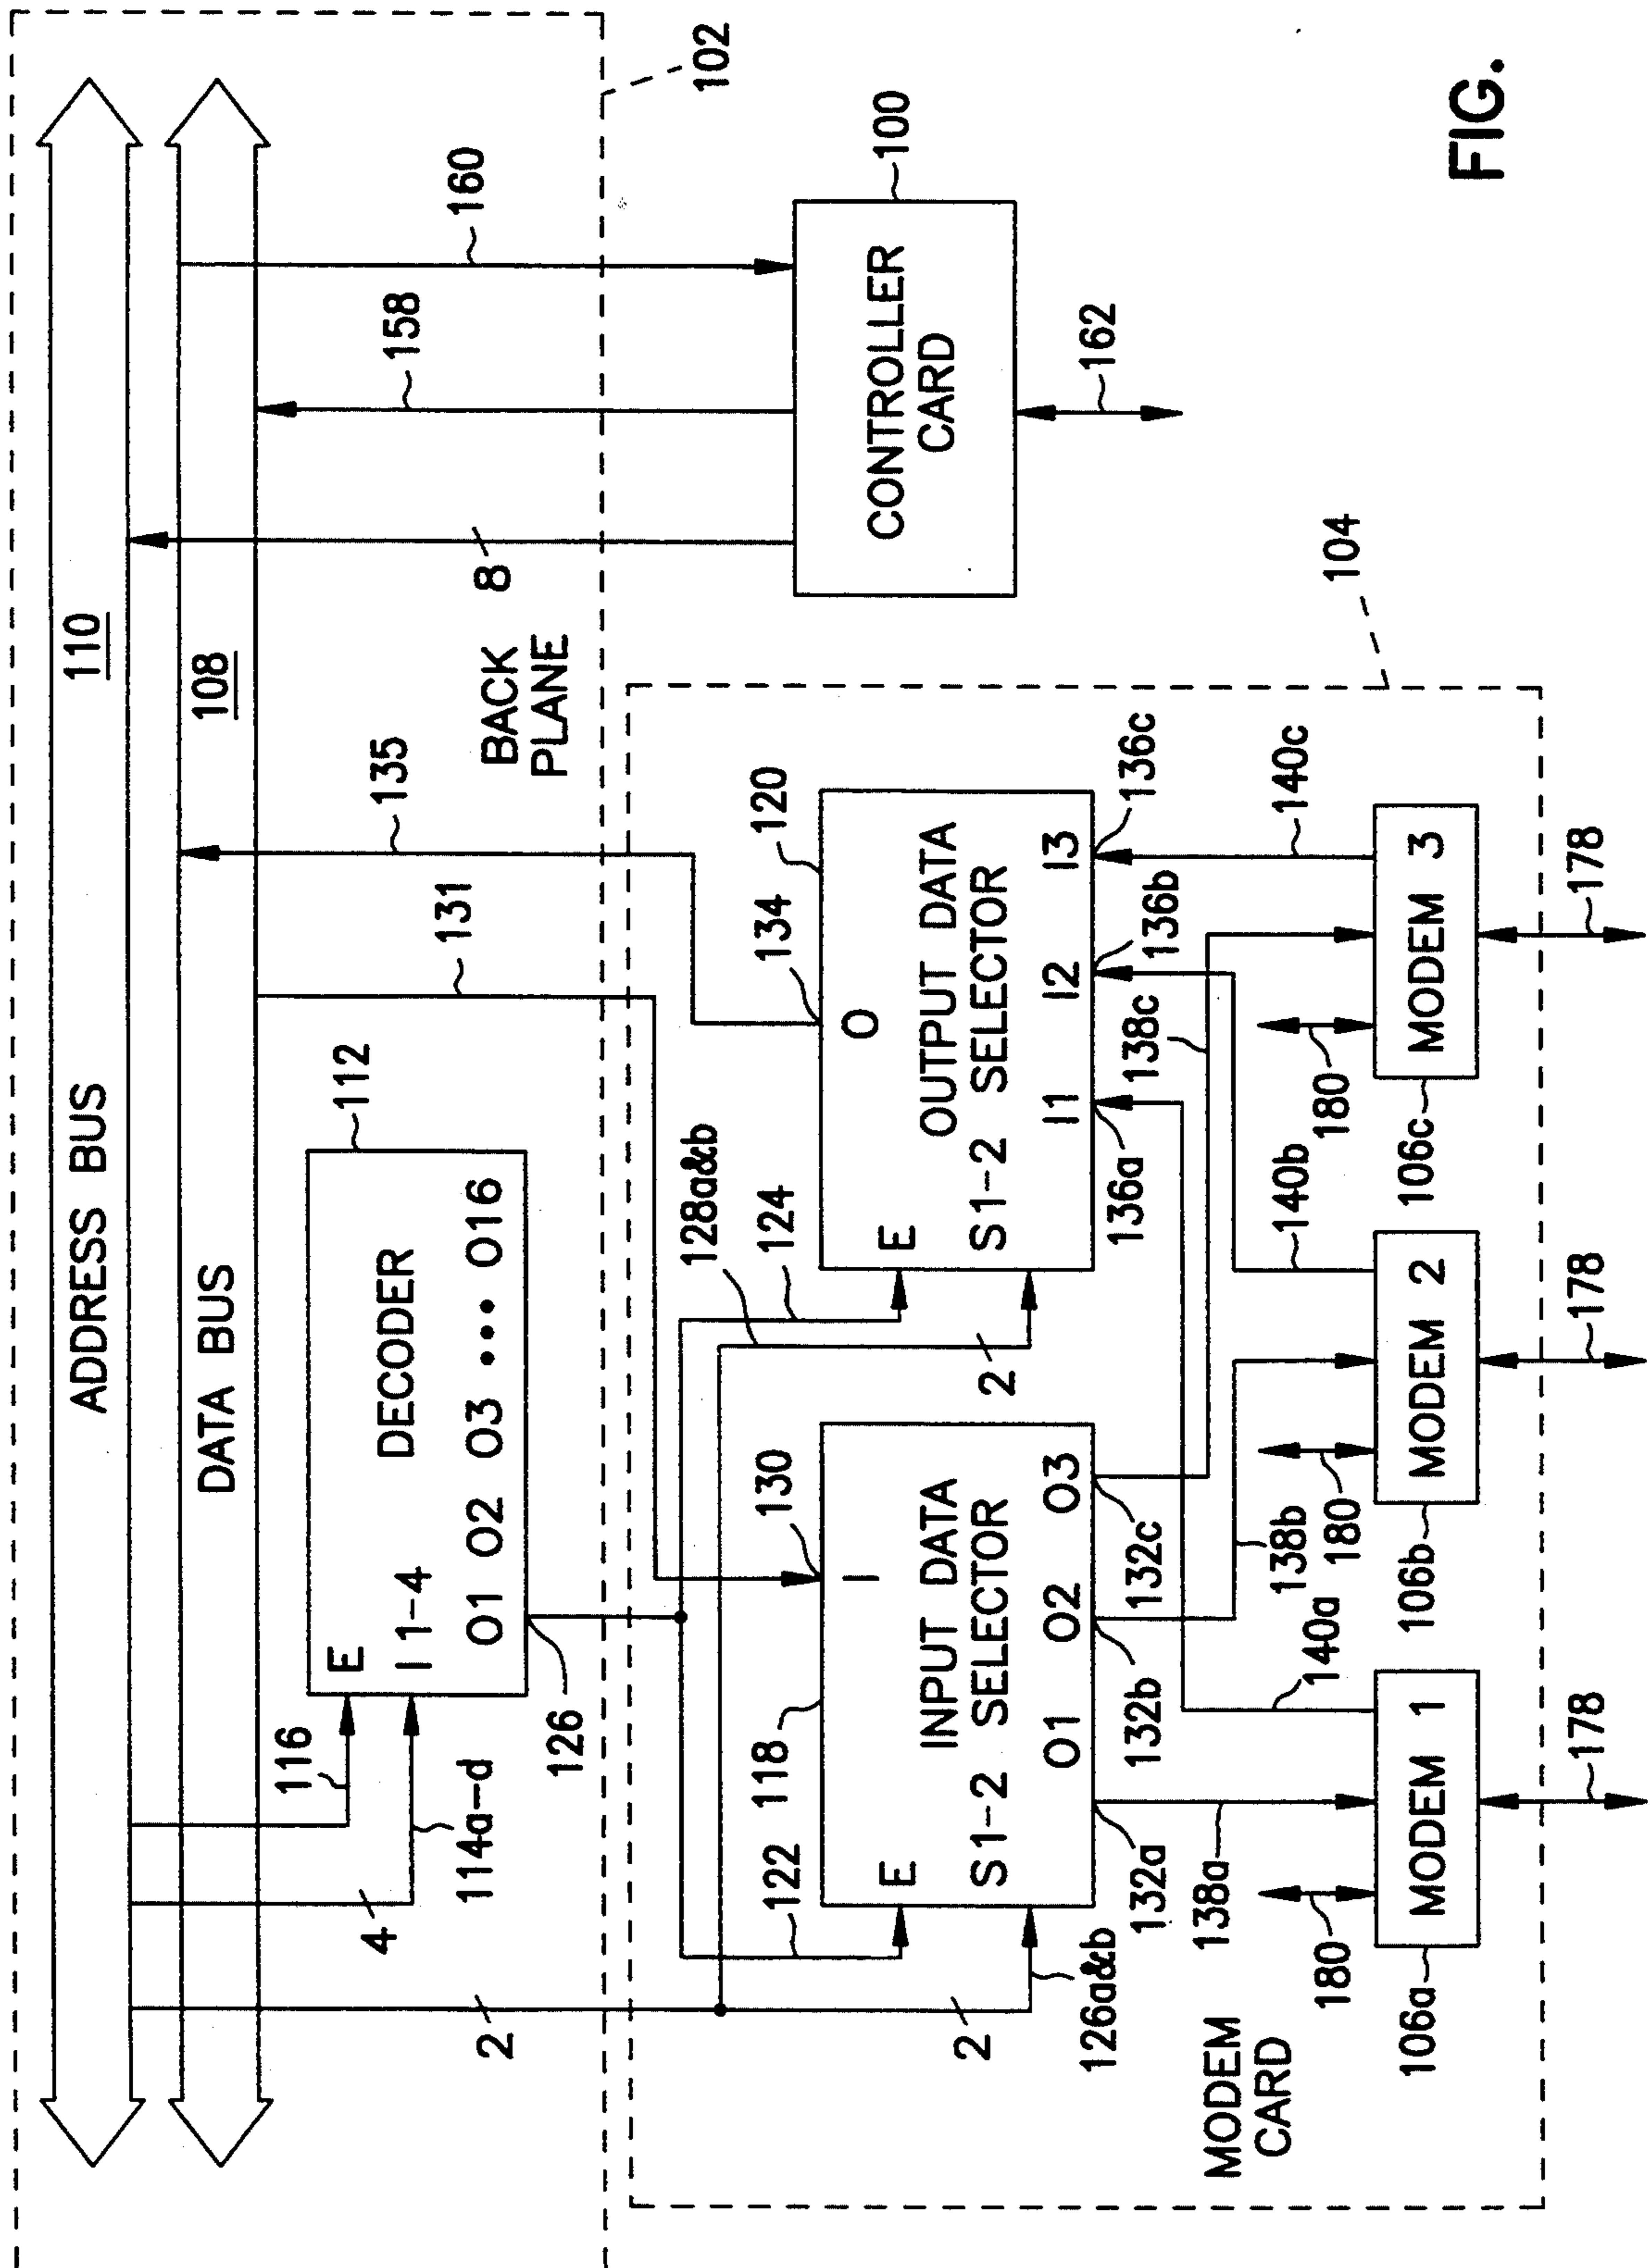 ADDRESS BUS
110
DATA BUS
108
102
116
E
I 1-4
DECODER
O1 O2 O3 ••• O16
112
4
114a-d
126
131
135
158
160
8
2
BACK
PLANE
122
118
130
128a&b
124
134
120
E
I
INPUT DATA
S1-2 SELECTOR
O1 O2 O3
E
O
OUTPUT DATA
S1-2 SELECTOR
I1 I2 I3
CONTROLLER
CARD
100
162
104
2
126a&b
2
132a
132b
132c
136a
138c
136b
136c
138a
140a
138b
140b
140c
MODEM
CARD
180
180
180
106a
MODEM 1
106b
MODEM 2
106c
MODEM 3
178
178
178
FIG.